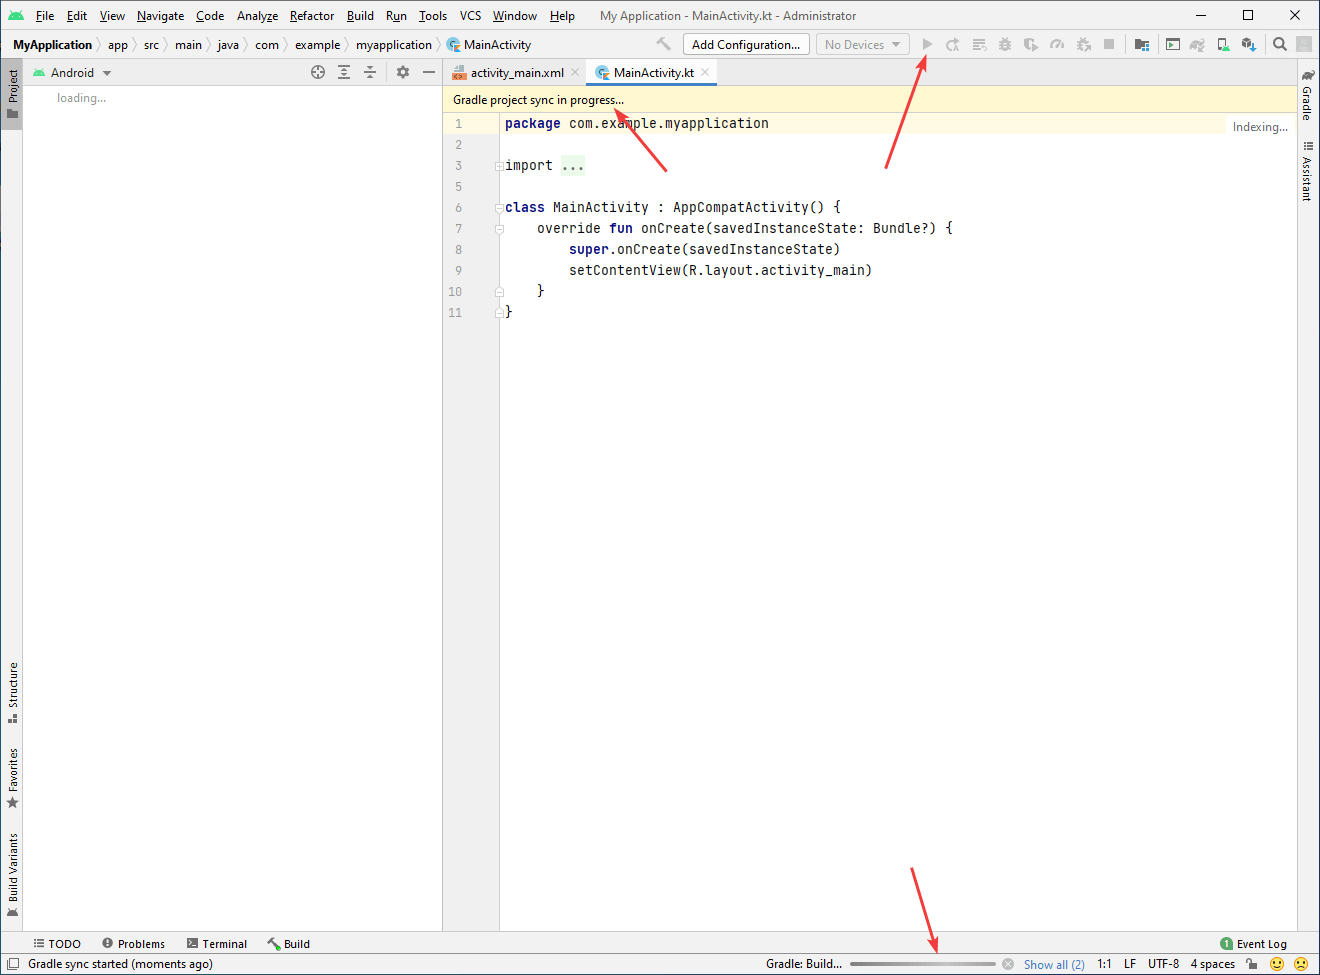 File Edit View Navigate Code Analyze Refactor Build Run Tools VCS Window Help My Application - MainActivity.kt - Administrator
MyApplication app src main java com example myapplication MainActivity Add Configuration... No Devices
Project
Android
loading...
activity_main.xml MainActivity.kt
Gradle project sync in progress...
Indexing...
1 package com.example.myapplication
2
3 import ...
5
6 class MainActivity : AppCompatActivity() {
7 override fun onCreate(savedInstanceState: Bundle?) {
8 super.onCreate(savedInstanceState)
9 setContentView(R.layout.activity_main)
10 }
11 }
Gradle
Assistant
Structure
Favorites
Build Variants
TODO Problems Terminal Build 1 Event Log
Gradle sync started (moments ago) Gradle: Build... Show all (2) 1:1 LF UTF-8 4 spaces